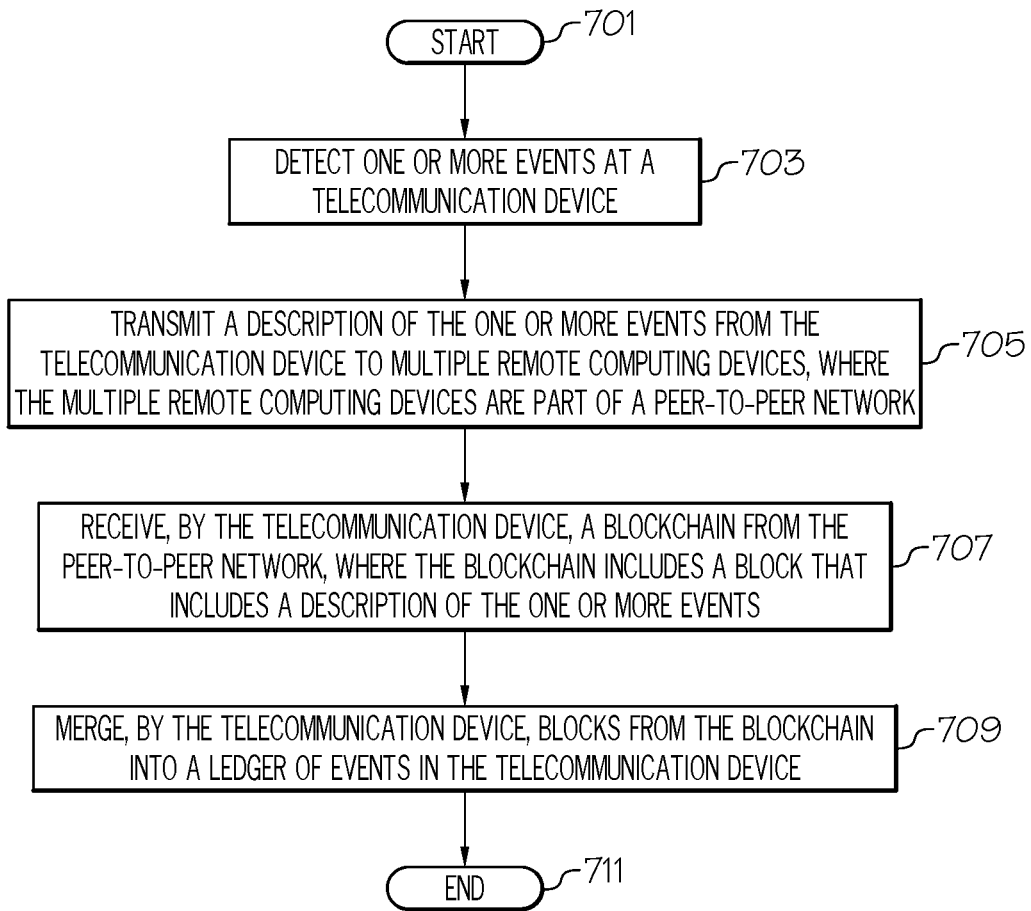 START
701
DETECT ONE OR MORE EVENTS AT A
TELECOMMUNICATION DEVICE
703
TRANSMIT A DESCRIPTION OF THE ONE OR MORE EVENTS FROM THE
TELECOMMUNICATION DEVICE TO MULTIPLE REMOTE COMPUTING DEVICES, WHERE
THE MULTIPLE REMOTE COMPUTING DEVICES ARE PART OF A PEER-TO-PEER NETWORK
705
RECEIVE, BY THE TELECOMMUNICATION DEVICE, A BLOCKCHAIN FROM THE
PEER-TO-PEER NETWORK, WHERE THE BLOCKCHAIN INCLUDES A BLOCK THAT
INCLUDES A DESCRIPTION OF THE ONE OR MORE EVENTS
707
MERGE, BY THE TELECOMMUNICATION DEVICE, BLOCKS FROM THE BLOCKCHAIN
INTO A LEDGER OF EVENTS IN THE TELECOMMUNICATION DEVICE
709
END
711